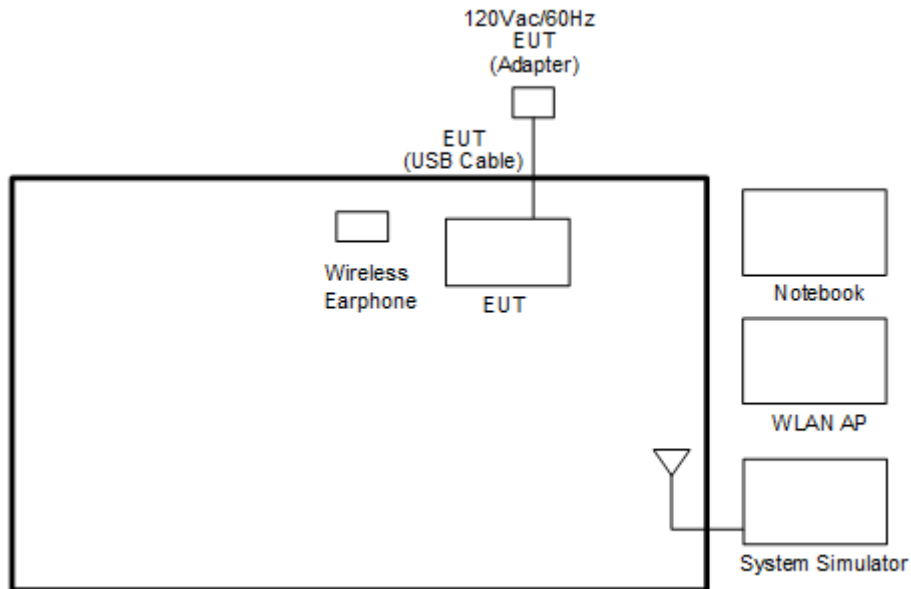 120Vac/60Hz
EUT
(Adapter)
EUT
(USB Cable)
Wireless
Earphone
EUT
Notebook
WLAN AP
System Simulator